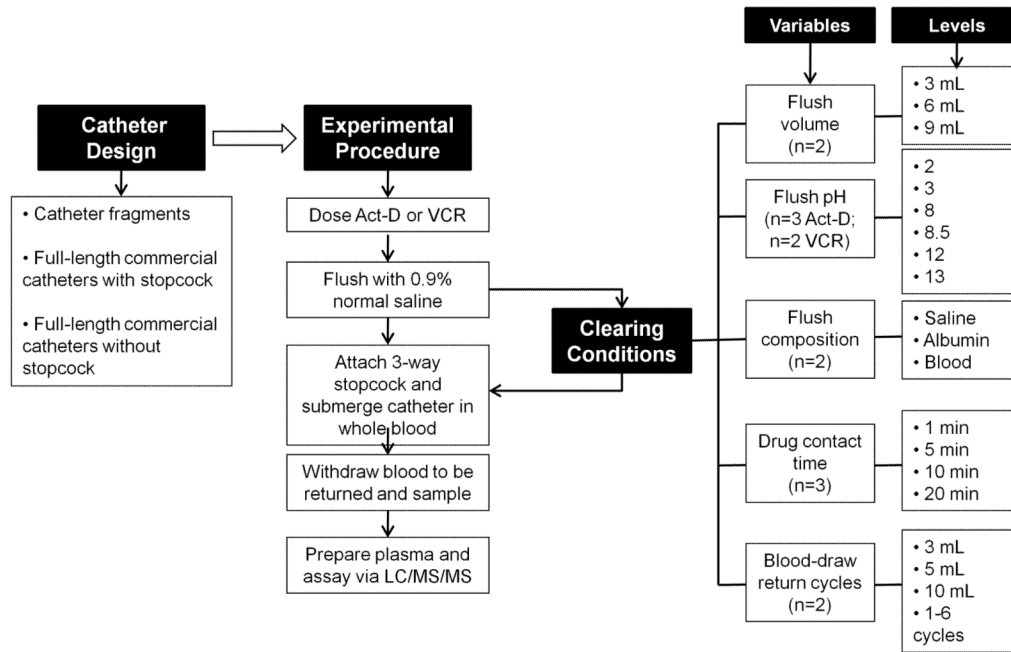 Catheter
Design
• Catheter fragments
• Full-length commercial
catheters with stopcock
• Full-length commercial
catheters without
stopcock
Experimental
Procedure
Dose Act-D or VCR
Flush with 0.9%
normal saline
Attach 3-way
stopcock and
submerge catheter in
whole blood
Withdraw blood to be
returned and sample
Prepare plasma and
assay via LC/MS/MS
Clearing
Conditions
Variables
Flush
volume
(n=2)
Flush pH
(n=3 Act-D;
n=2 VCR)
Flush
composition
(n=2)
Drug contact
time
(n=3)
Blood-draw
return cycles
(n=2)
Levels
• 3 mL
• 6 mL
• 9 mL
• 2
• 3
• 8
• 8.5
• 12
• 13
• Saline
• Albumin
• Blood
• 1 min
• 5 min
• 10 min
• 20 min
• 3 mL
• 5 mL
• 10 mL
• 1-6
cycles